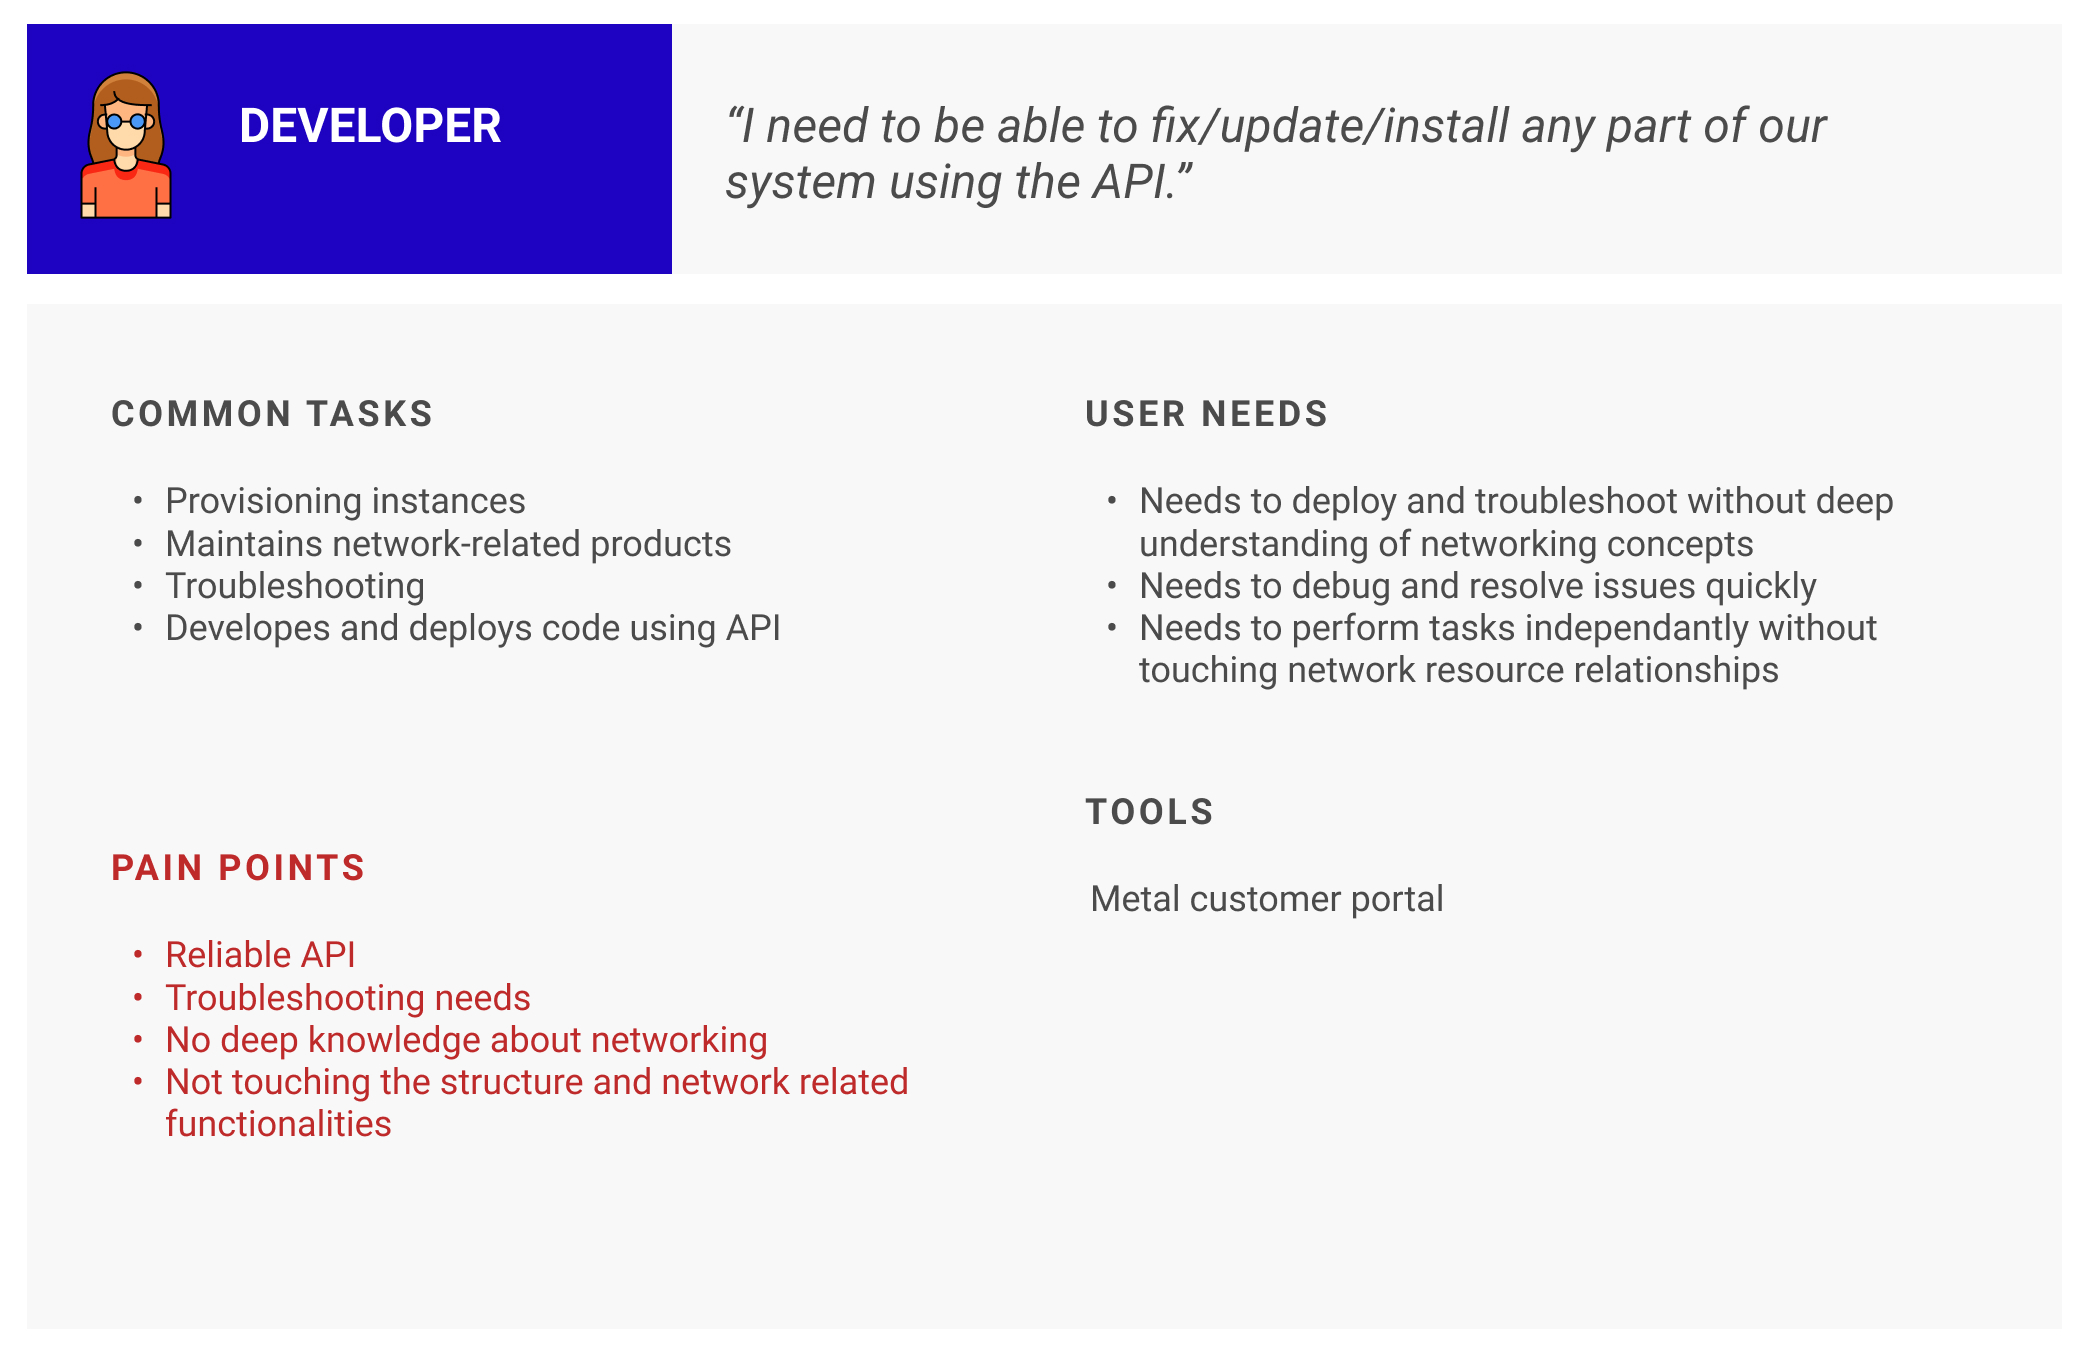 DEVELOPER
“I need to be able to fix/update/install any part of our
system using the API.”
COMMON TASKS
• Provisioning instances
• Maintains network-related products
• Troubleshooting
• Developes and deploys code using API
USER NEEDS
• Needs to deploy and troubleshoot without deep
understanding of networking concepts
• Needs to debug and resolve issues quickly
• Needs to perform tasks independantly without
touching network resource relationships
PAIN POINTS
• Reliable API
• Troubleshooting needs
• No deep knowledge about networking
• Not touching the structure and network related
functionalities
TOOLS
Metal customer portal